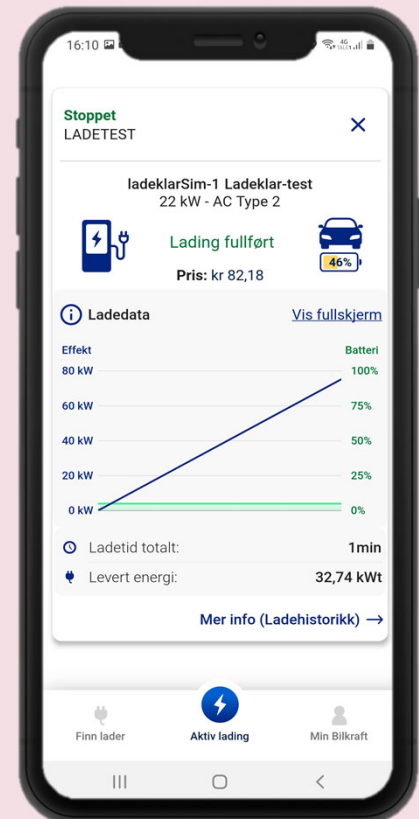 16:10
4G
Stoppet
LADETEST
ladeklarSim-1 Ladeklar-test
22 kW - AC Type 2
Lading fullført
46%
Pris: kr 82,18
Ladedata
Vis fullskjerm
Effekt
Batteri
80 kW
100%
60 kW
75%
40 kW
50%
20 kW
25%
0 kW
0%
Ladetid totalt:
1min
Levert energi:
32,74 kWt
Mer info (Ladehistorikk) →
Finn lader
Aktiv lading
Min Bilkraft